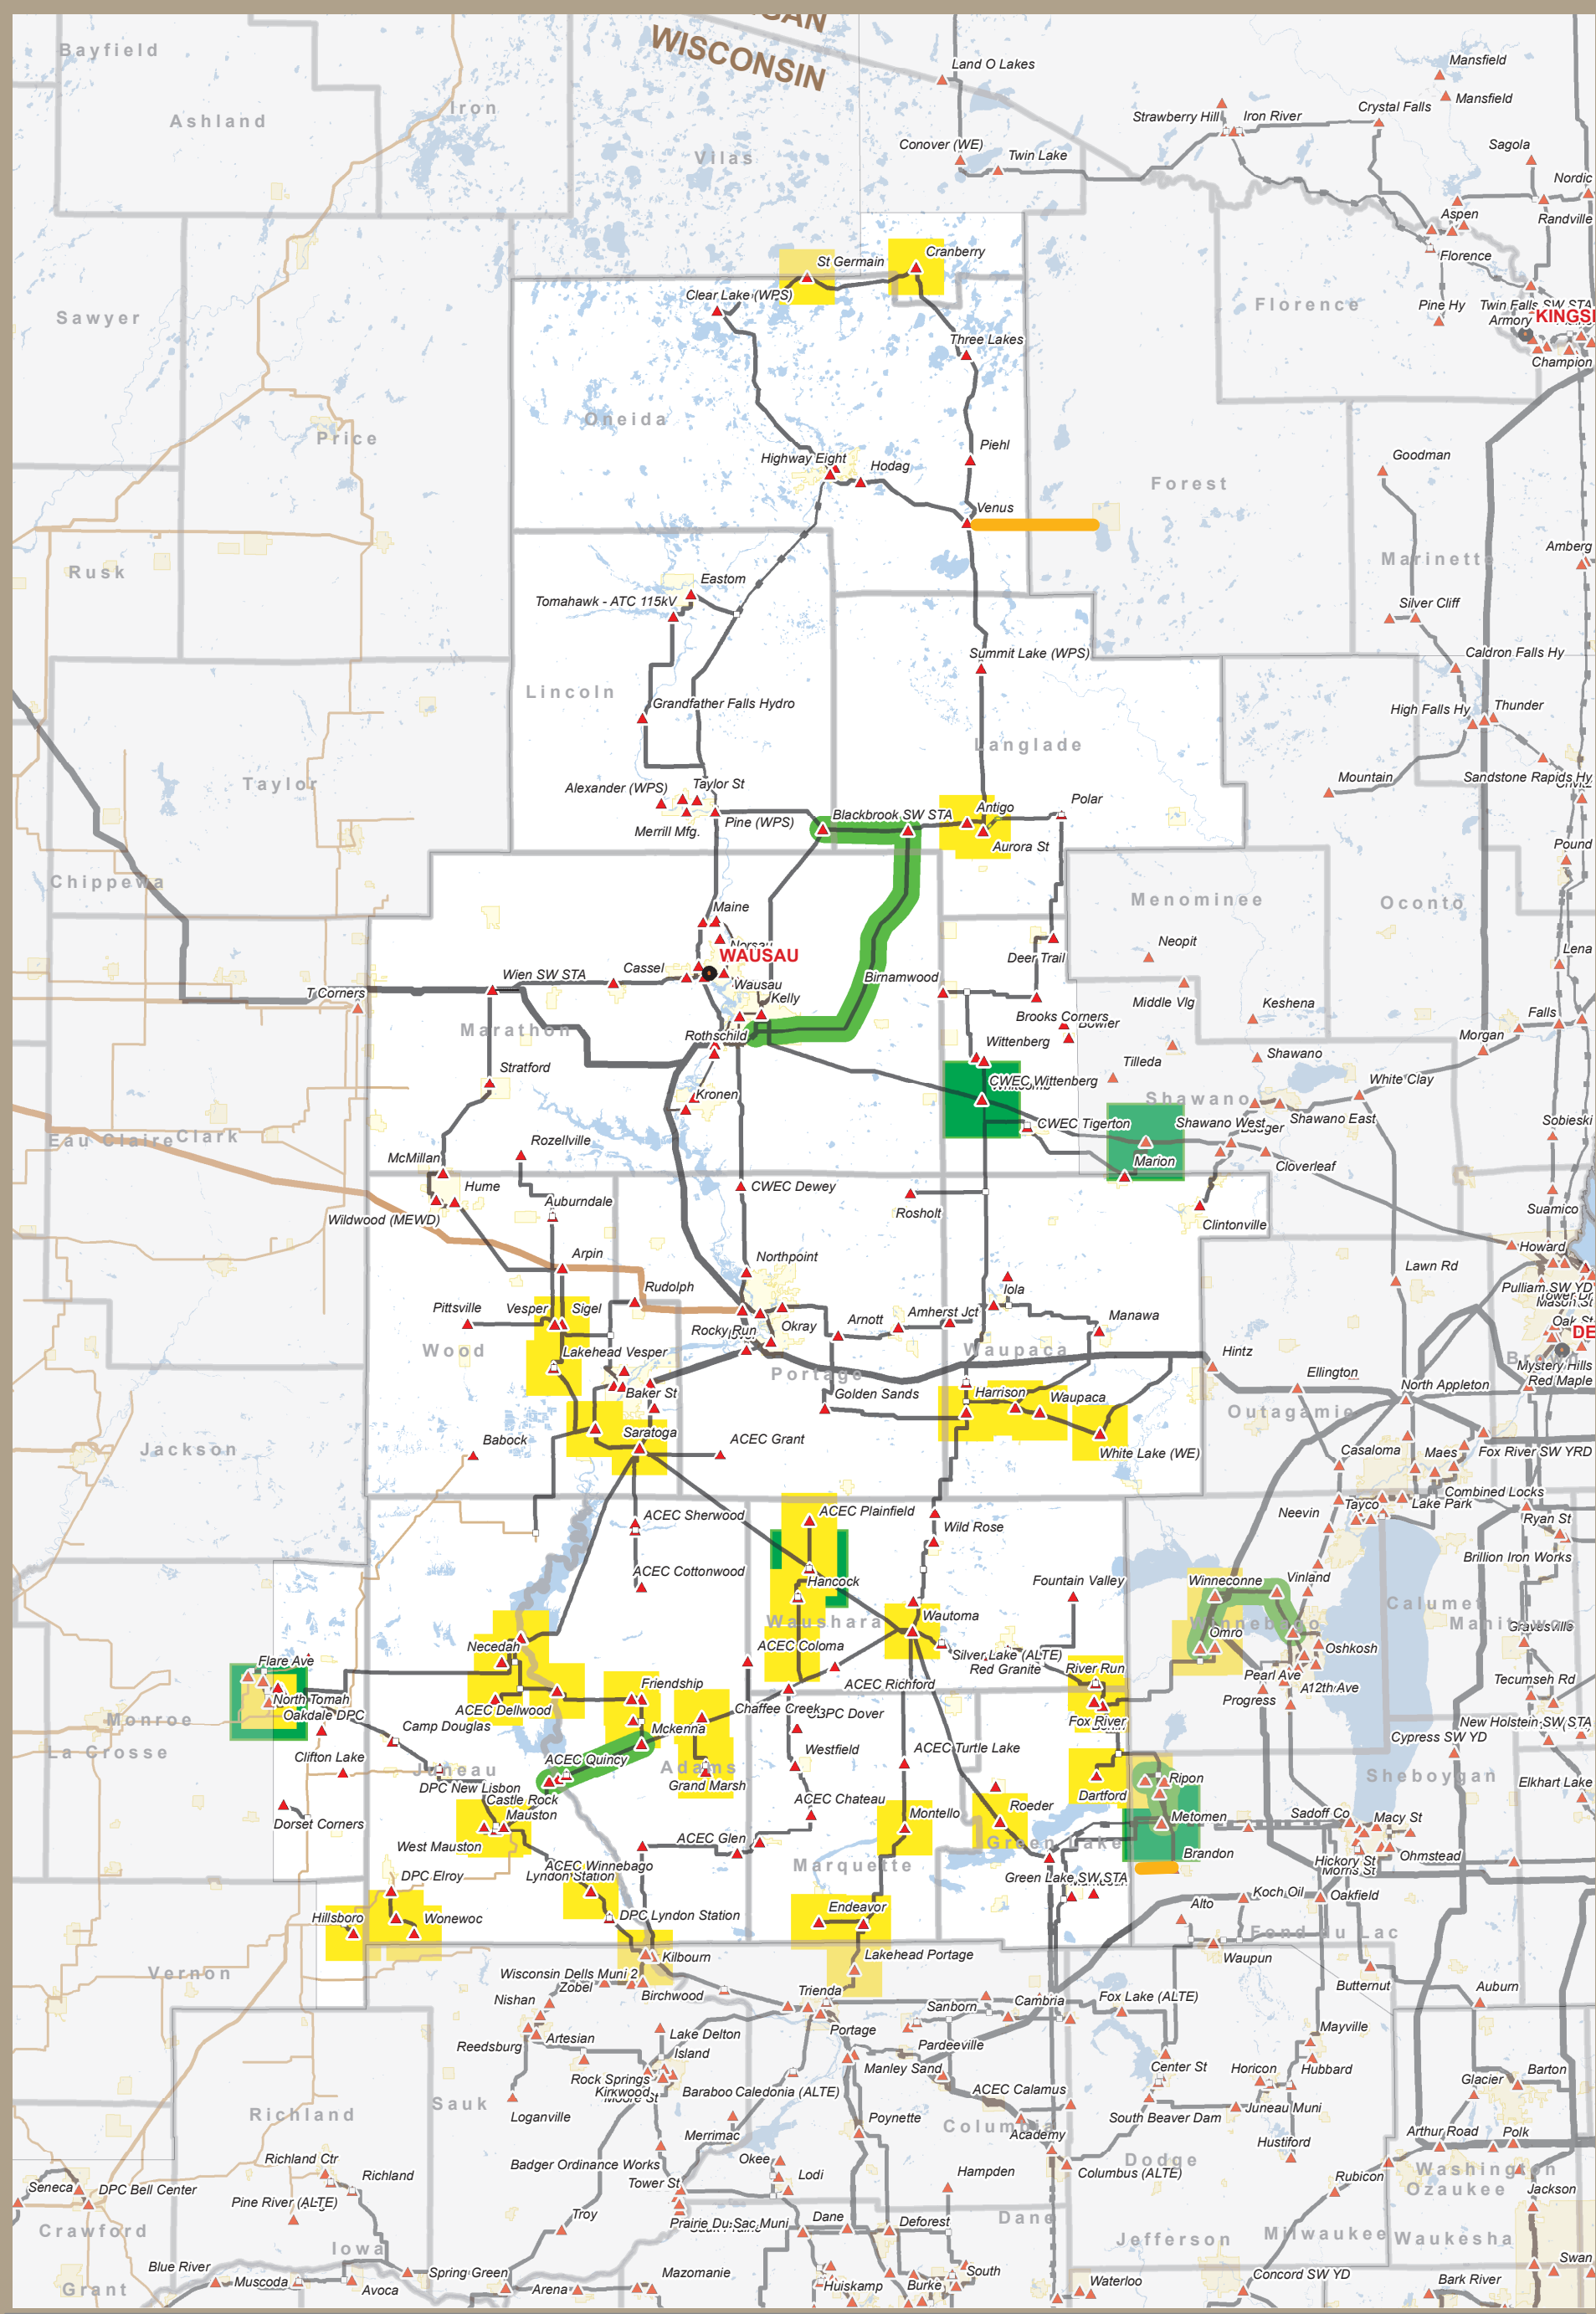 WISCONSIN
Bayfield
Ashland
Iron
Vilas
Land O Lakes
Mansfield
Mansfield
Strawberry Hill
Iron River
Crystal Falls
Conover (WE)
Twin Lake
Sagola
Nordic
Aspen
Randville
Florence
St Germain
Cranberry
Clear Lake (WPS)
Sawyer
Florence
Pine Hy
Twin Falls SW STA
Armory
Champion
Three Lakes
Oneida
Price
Piehl
Highway Eight
Hodag
Goodman
Forest
Venus
Marinette
Amberg
Rusk
Eastom
Tomahawk - ATC 115kV
Silver Cliff
Summit Lake (WPS)
Caldron Falls Hy
Lincoln
Grandfather Falls Hydro
High Falls Hy
Thunder
Langlade
Taylor
Alexander (WPS)
Taylor St
Mountain
Sandstone Rapids Hy
Merrill Mfg.
Pine (WPS)
Blackbrook SW STA
Antigo
Polar
Aurora St
Pound
Chippewa
Menominee
Oconto
Maine
WAUSAU
Neopit
Lena
Wien SW STA
Cassel
Wausau
Birnamwood
Deer Trail
T Corners
Kelly
Middle Vlg
Keshena
Falls
Marathon
Rothschild
Brooks Corners
Bowler
Morgan
Wittenberg
Tilleda
Shawano
Stratford
CWEC Wittenberg
White Clay
Kronen
Shawano
Eau Claire
Clark
Rozellville
CWEC Tigerton
Shawano West
Shawano East
Sobieski
McMillan
Marion
Cloverleaf
Hume
CWEC Dewey
Auburndale
Rosholt
Wildwood (MEWD)
Clintonville
Suamico
Arpin
Northpoint
Howard
Lawn Rd
Rudolph
Iola
Pulliam SW YD
Pittsville
Vesper
Sigel
Amherst Jct
Manawa
Rocky Run
Okray
Arnott
Wood
Lakehead Vesper
Waupaca
Hintz
Mystery Hills
Portage
Ellington
Red Maple
Baker St
Golden Sands
Harrison
Waupaca
North Appleton
Saratoga
Outagamie
Babock
ACEC Grant
White Lake (WE)
Jackson
Casaloma
Maes
Fox River SW YRD
ACEC Sherwood
ACEC Plainfield
Neevin
Tayco
Lake Park
Combined Locks
Wild Rose
Ryan St
Brillion Iron Works
ACEC Cottonwood
Hancock
Fountain Valley
Winneconne
Vinland
Calumet
Manitowoc
Wautoma
Waushara
Winnebago
Omro
Necedah
ACEC Coloma
Silver Lake (ALTE)
Red Granite
Oshkosh
Gravesville
Flare Ave
River Run
Pearl Ave
North Tomah
ACEC Dellwood
Friendship
ACEC Richford
Progress
A12th Ave
Tecumseh Rd
Oakdale DPC
Monroe
Camp Douglas
Mckenna
Chaffee Creek
Dover
Fox River
New Holstein SW STA
La Crosse
Clifton Lake
ACEC Quincy
Westfield
ACEC Turtle Lake
Cypress SW YD
Juneau
Adams
Sheboygan
DPC New Lisbon
Grand Marsh
Dartford
Ripon
Elkhart Lake
Castle Rock
Dorset Corners
Mauston
ACEC Chateau
Roeder
Metomen
Sadoff Co
Macy St
West Mauston
ACEC Glen
Montello
Green Lake
Brandon
Hickory St
Ohmstead
Marquette
DPC Elroy
ACEC Winnebago
Lyndon Station
Green Lake SW STA
Koch Oil
Oakfield
Hillsboro
Wonewoc
DPC Lyndon Station
Endeavor
Alto
Fond du Lac
Kilbourn
Lakehead Portage
Waupun
Vernon
Wisconsin Dells Muni 2
Zobel
Birchwood
Trienda
Butternut
Auburn
Nishan
Sanborn
Cambria
Fox Lake (ALTE)
Artesian
Lake Delton
Portage
Mayville
Reedsburg
Island
Pardeeville
Rock Springs
Kirkwood
Baraboo
Caledonia (ALTE)
Manley Sand
Center St
Horicon
Hubbard
Barton
Sauk
ACEC Calamus
Glacier
Richland
Loganville
Poynette
Columbia
South Beaver Dam
Juneau Muni
Merrimac
Academy
Arthur Road
Polk
Badger Ordinance Works
Okee
Dodge
Hustiford
Richland Ctr
Richland
Tower St
Lodi
Hampden
Columbus (ALTE)
Rubicon
Washington
Ozaukee
Seneca
DPC Bell Center
Pine River (ALTE)
Jackson
Crawford
Troy
Prairie Du Sac Muni
Dane
Deforest
Dane
Iowa
Jefferson
Milwaukee
Waukesha
Blue River
Muscoda
Avoca
Spring Green
Arena
Mazomanie
Huiskamp
Burke
South
Waterloo
Concord SW YD
Bark River
Swan
Grant